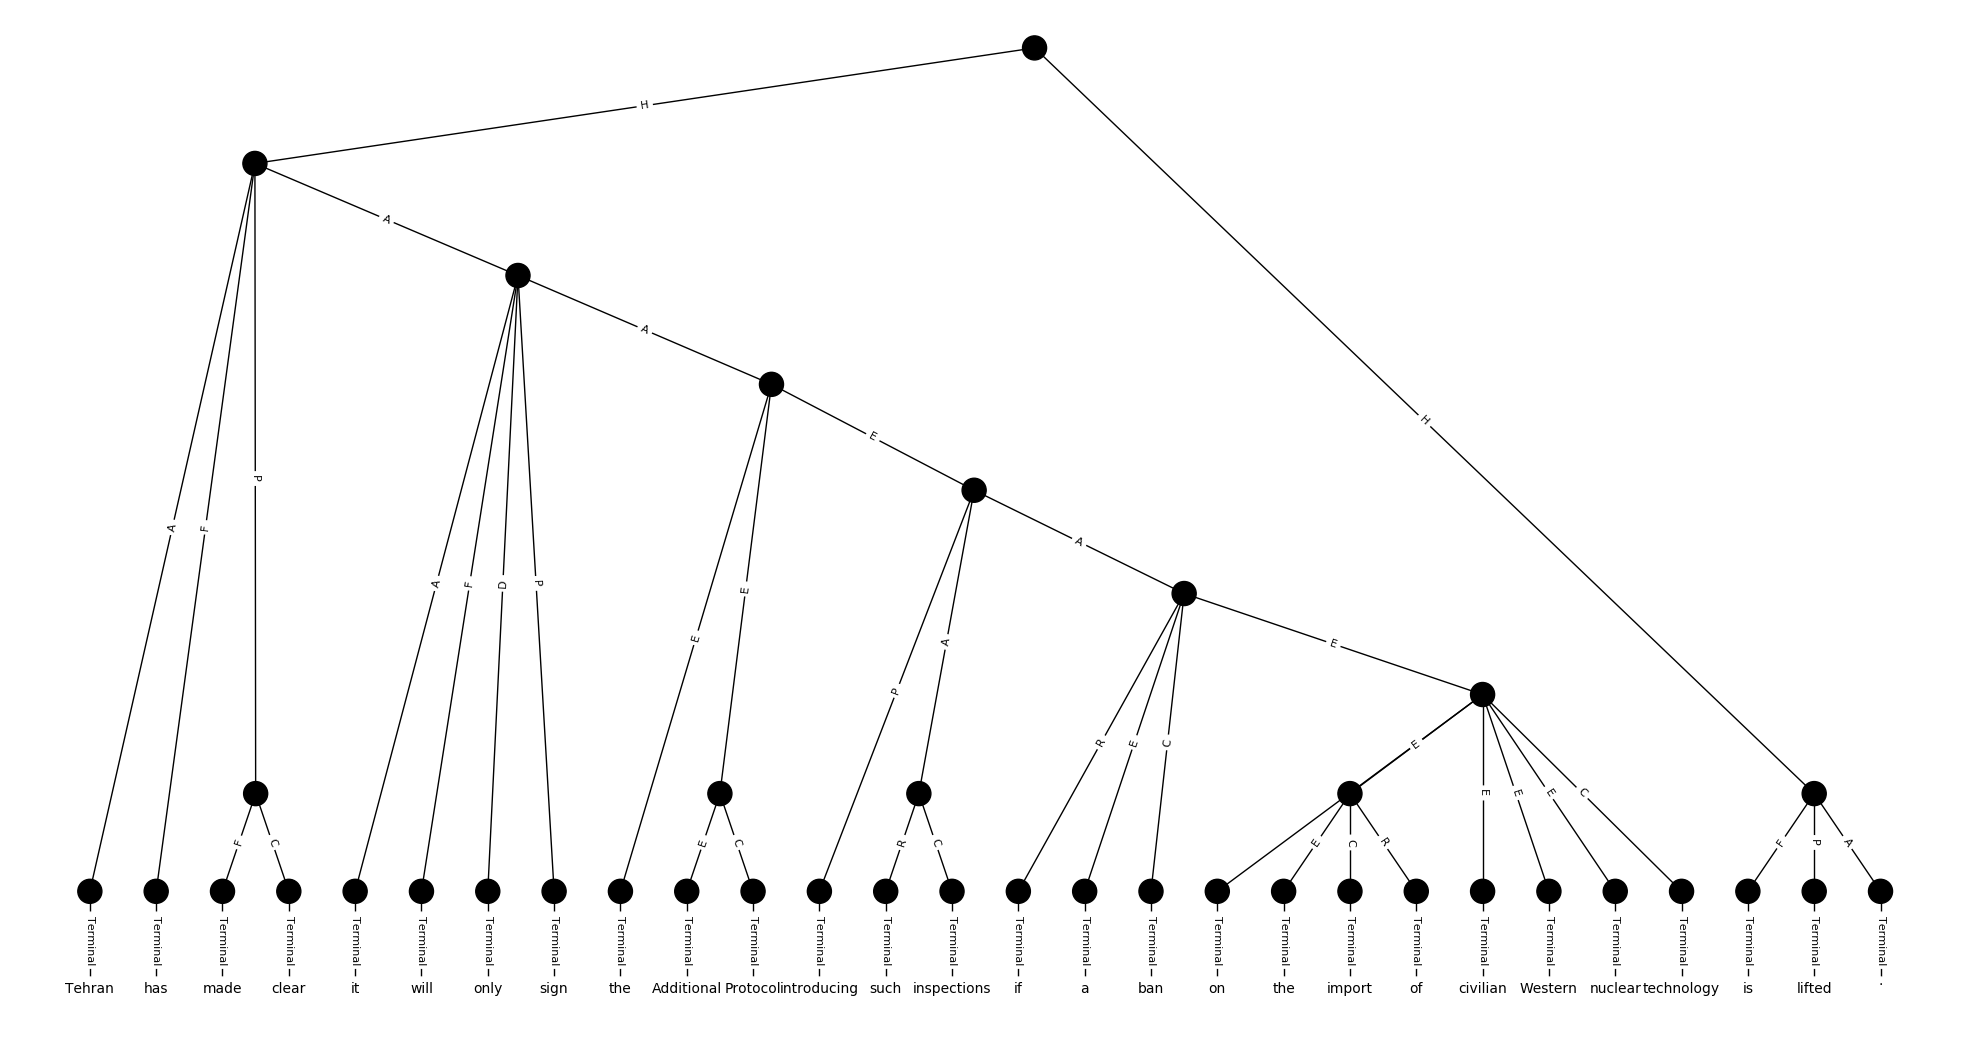 H
A
H
A
E
P
A
F
A
A
F
D
P
E
E
E
A
P
A
R
E
C
E
E
E
E
E
C
F
C
E
C
R
C
E
C
R
F
P
A
Terminal Terminal Terminal Terminal Terminal Terminal Terminal Terminal Terminal Terminal Terminal Terminal Terminal Terminal Terminal Terminal Terminal Terminal Terminal Terminal Terminal Terminal Terminal Terminal Terminal Terminal Terminal Terminal
Tehran has made clear it will only sign the Additional Protocol introducing such inspections if a ban on the import of civilian Western nuclear technology is lifted .